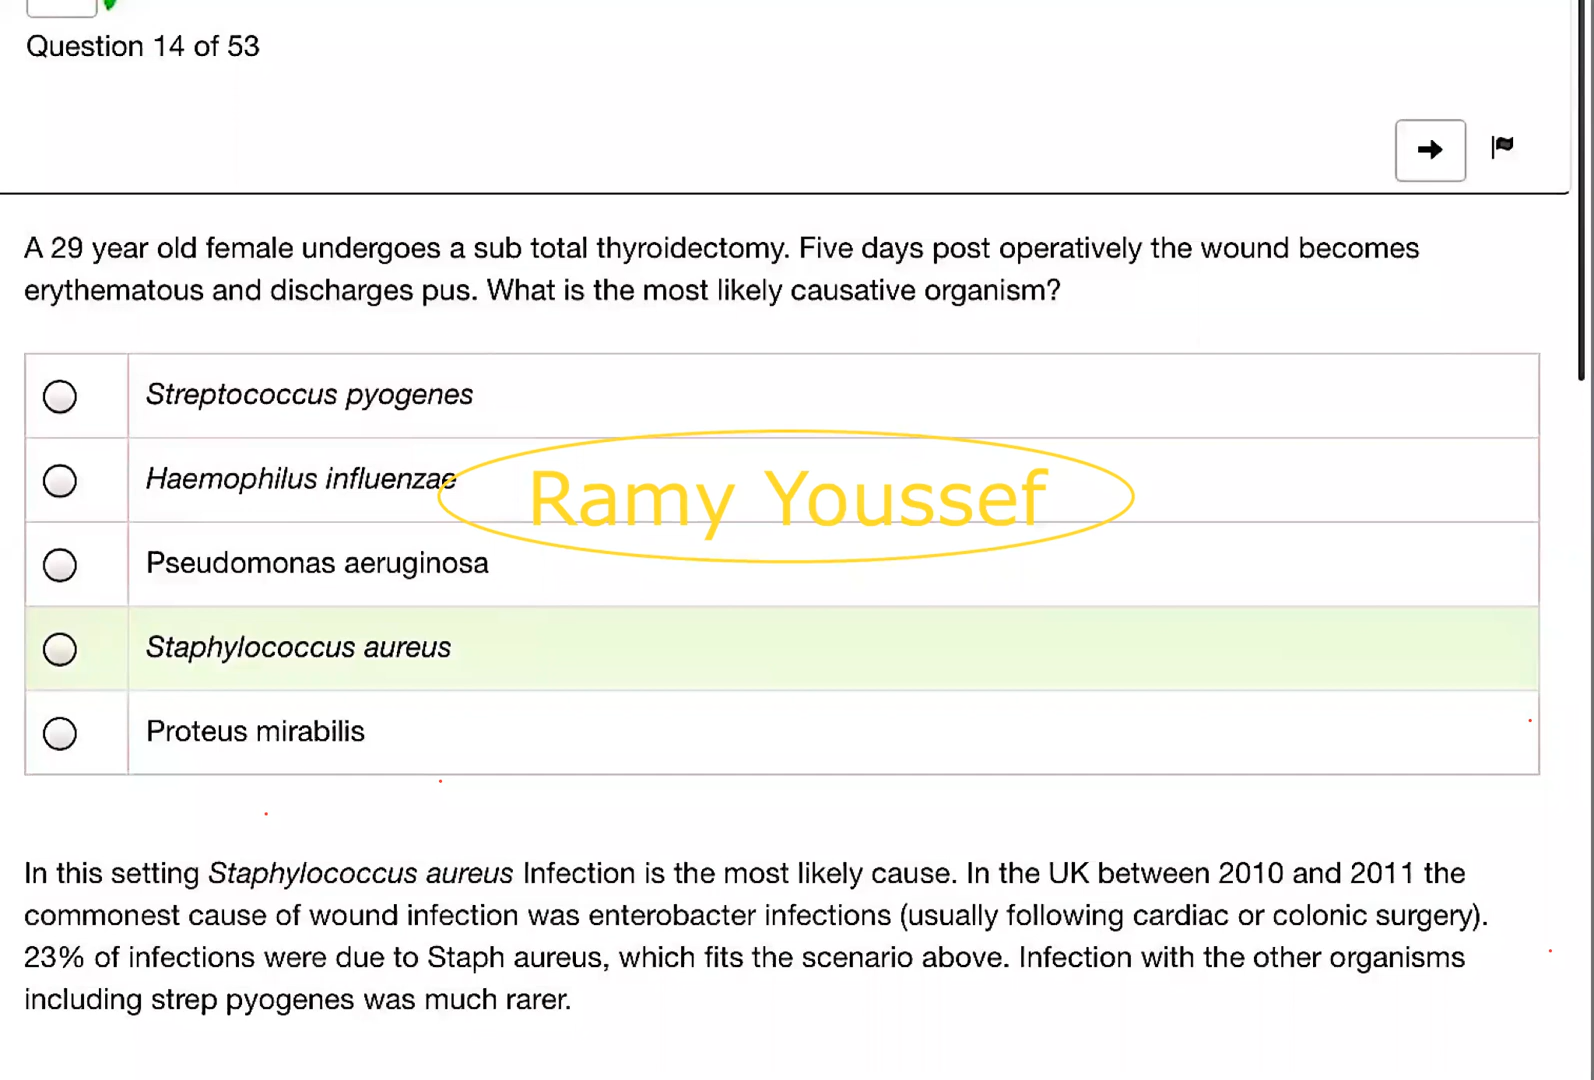 Question 14 of 53
A 29 year old female undergoes a sub total thyroidectomy. Five days post operatively the wound becomes
erythematous and discharges pus. What is the most likely causative organism?
Streptococcus pyogenes
Haemophilus influenzae
Ramy Youssef
Pseudomonas aeruginosa
Staphylococcus aureus
Proteus mirabilis
In this setting Staphylococcus aureus Infection is the most likely cause. In the UK between 2010 and 2011 the
commonest cause of wound infection was enterobacter infections (usually following cardiac or colonic surgery).
23% of infections were due to Staph aureus, which fits the scenario above. Infection with the other organisms
including strep pyogenes was much rarer.